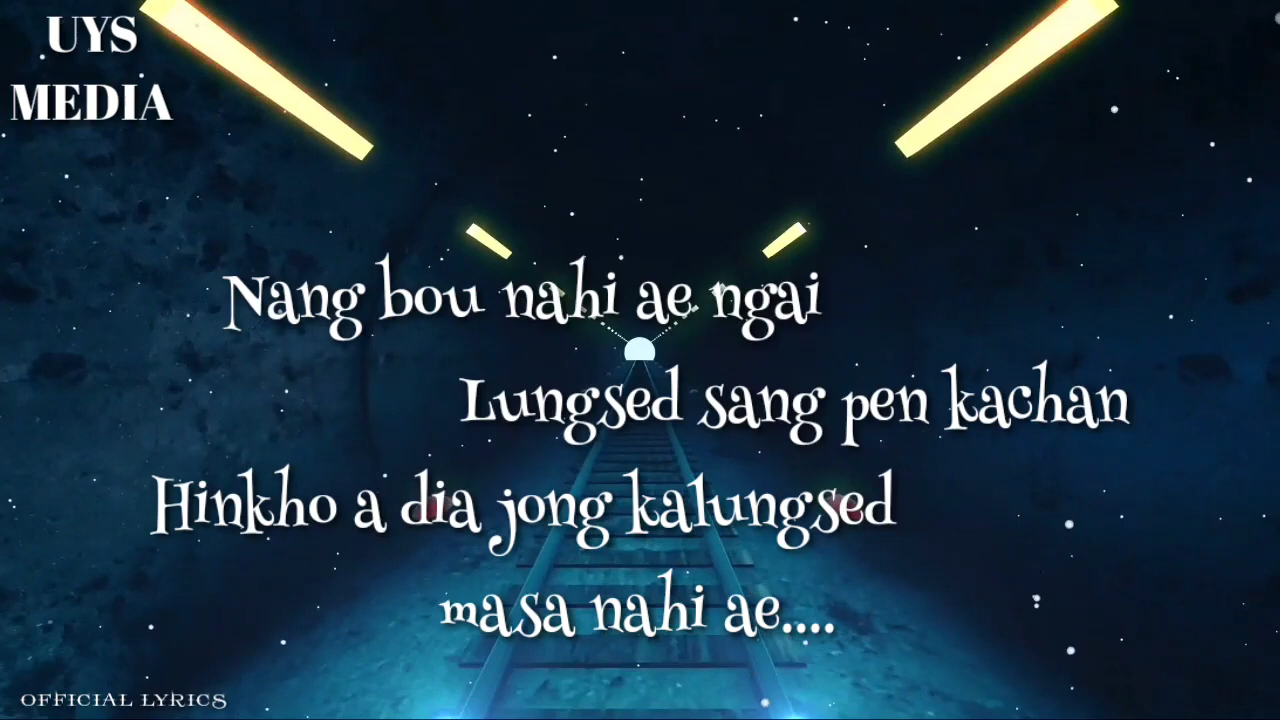 UYS
MEDIA
Nang bou nahi ae ngai
Lungsed sang pen kachan
Hinkho a dia jong kalungsed
masa nahi ae....
OFFICIAL LYRICS